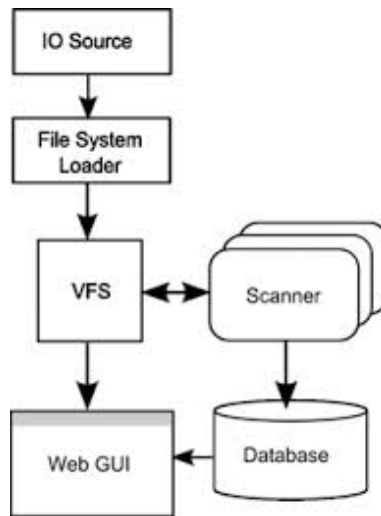 IO Source
File System
Loader
VFS
Scanner
Web GUI
Database